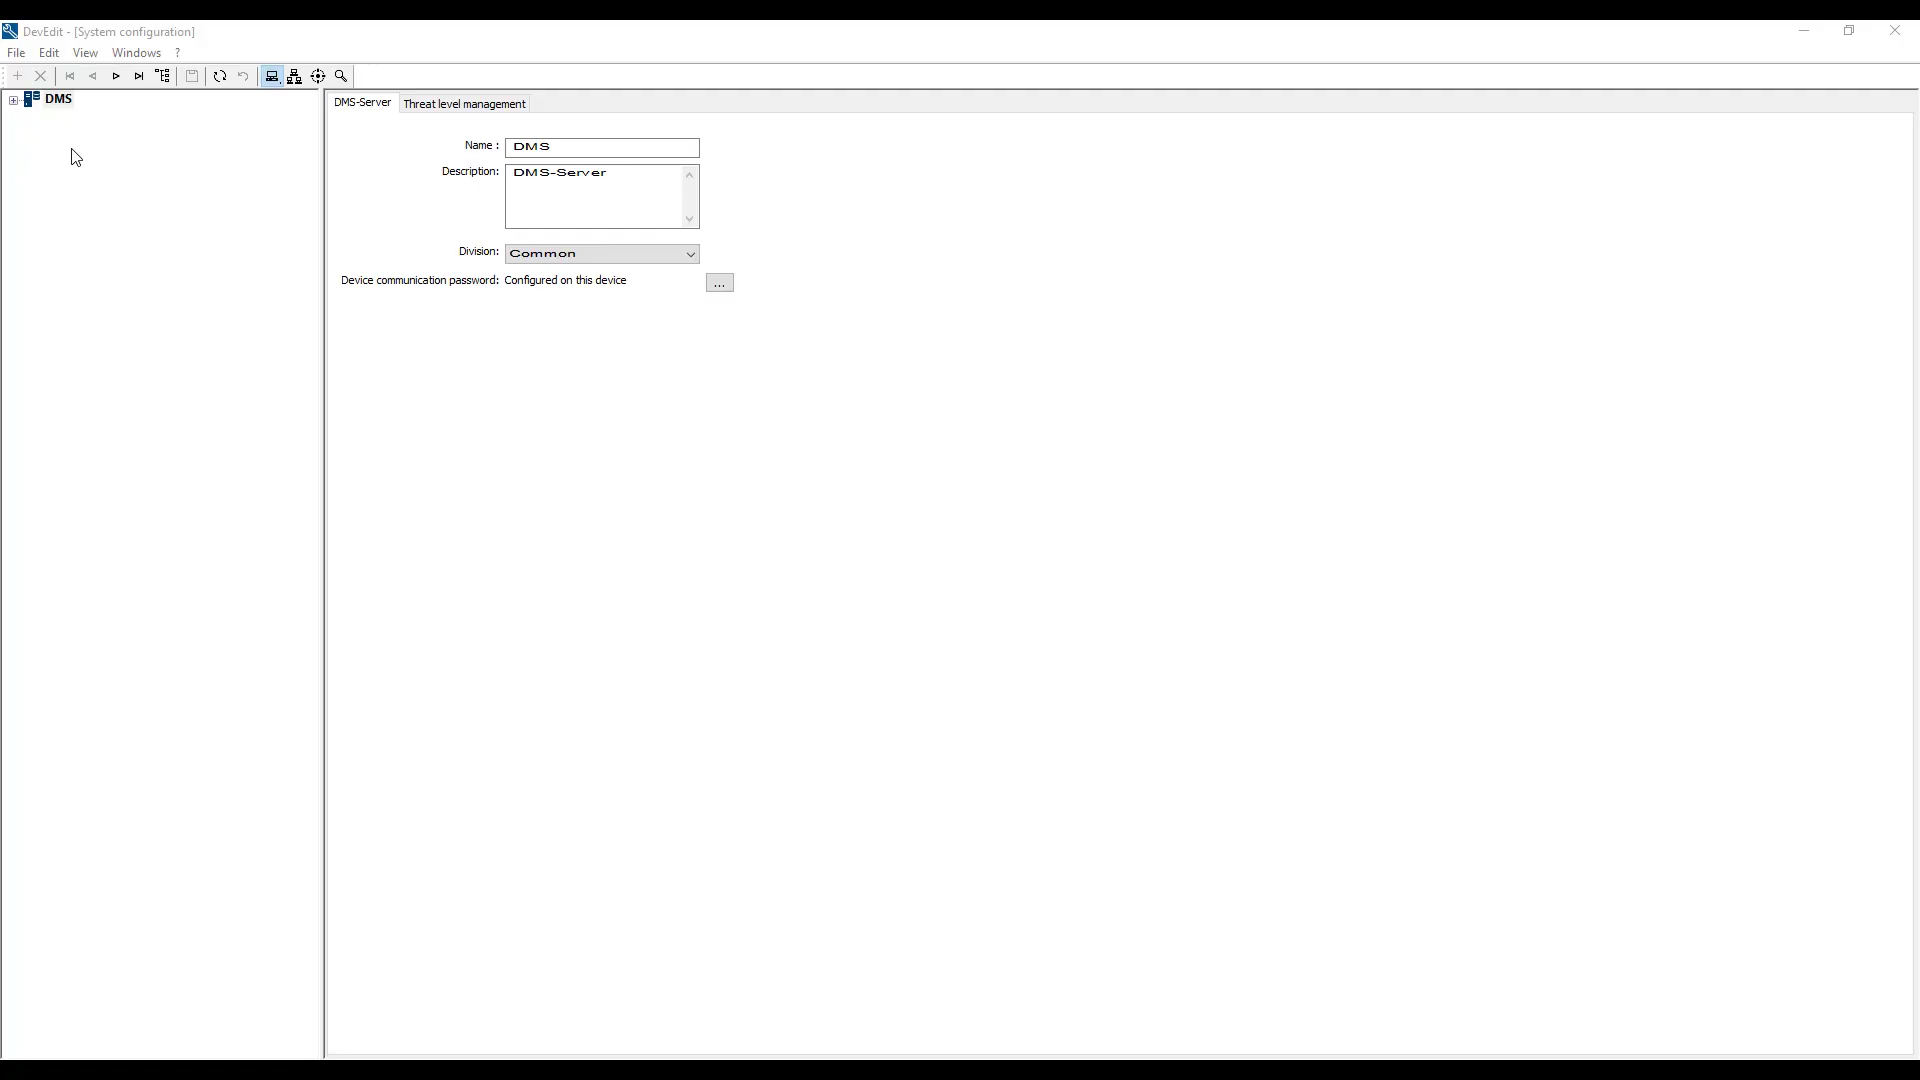 DevEdit - [System configuration]
File Edit View Windows ?
DMS
DMS-Server Threat level management
Name : DMS
Description: DMS-Server
Division: Common
Device communication password: Configured on this device ...